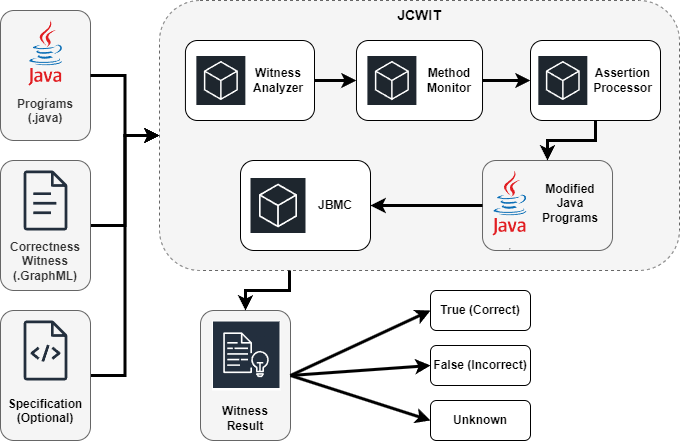 JCWIT
Java
Programs
(.java)
Witness
Analyzer
Method
Monitor
Assertion
Processor
Correctness
Witness
(.GraphML)
JBMC
Java
Modified
Java
Programs
</>
Specification
(Optional)
Witness
Result
True (Correct)
False (Incorrect)
Unknown